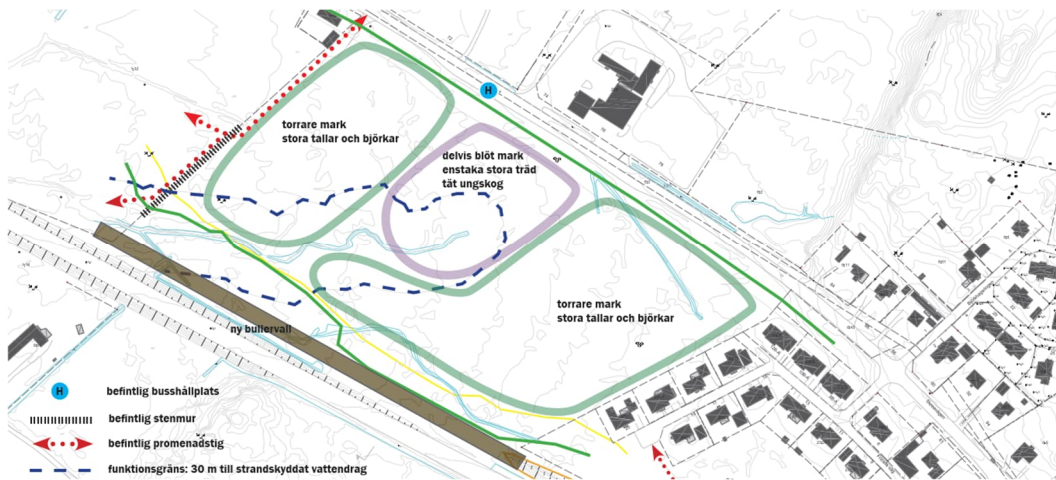 H
torrare mark
stora tallar och björkar
delvis blöt mark
enstaka stora träd
tät ungskog
torrare mark
stora tallar och björkar
ny bullervall
H befintlig busshållplats
befintlig stenmur
befintlig promenadstig
funktionsgräns: 30 m till strandskyddat vattendrag